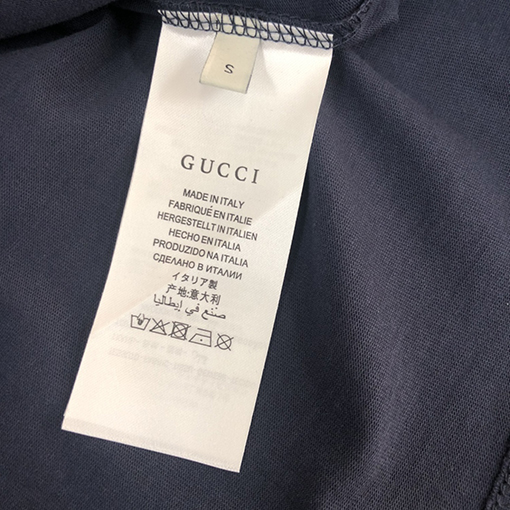 S
GUCCI
MADE IN ITALY
FABRIQUÉ EN ITALIE
HERGESTELLT IN ITALIEN
HECHO EN ITALIA
PRODUZIDO NA ITALIA
СДЕЛАНО В ИТАЛИИ
イタリア製
产地:意大利
صنع في إيطاليا